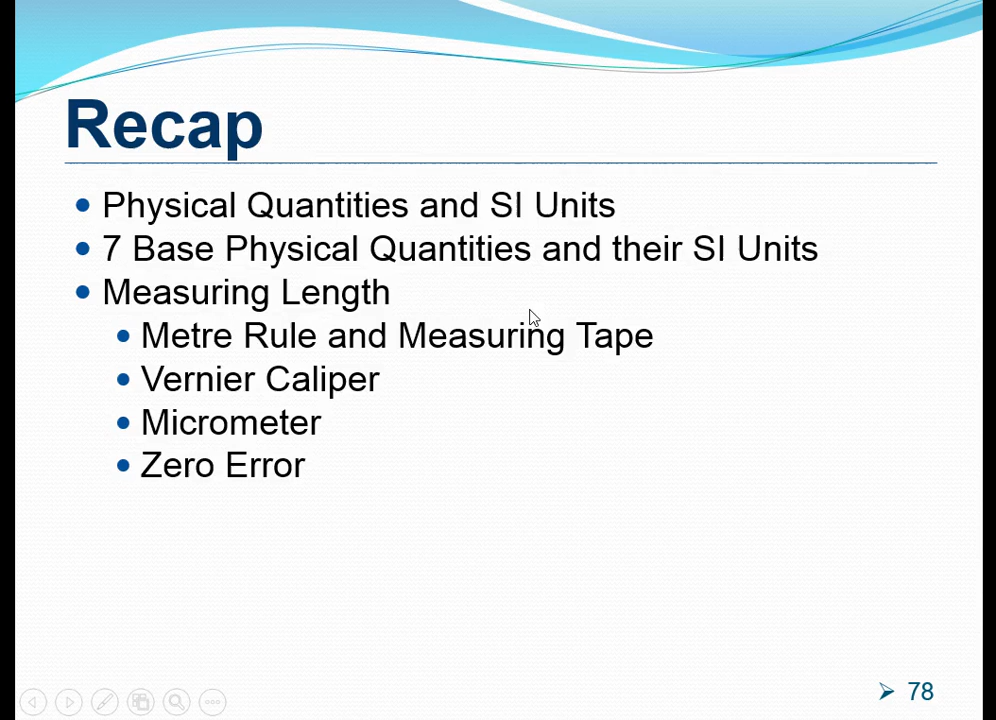 Recap
Physical Quantities and SI Units
7 Base Physical Quantities and their SI Units
Measuring Length
Metre Rule and Measuring Tape
Vernier Caliper
Micrometer
Zero Error
78